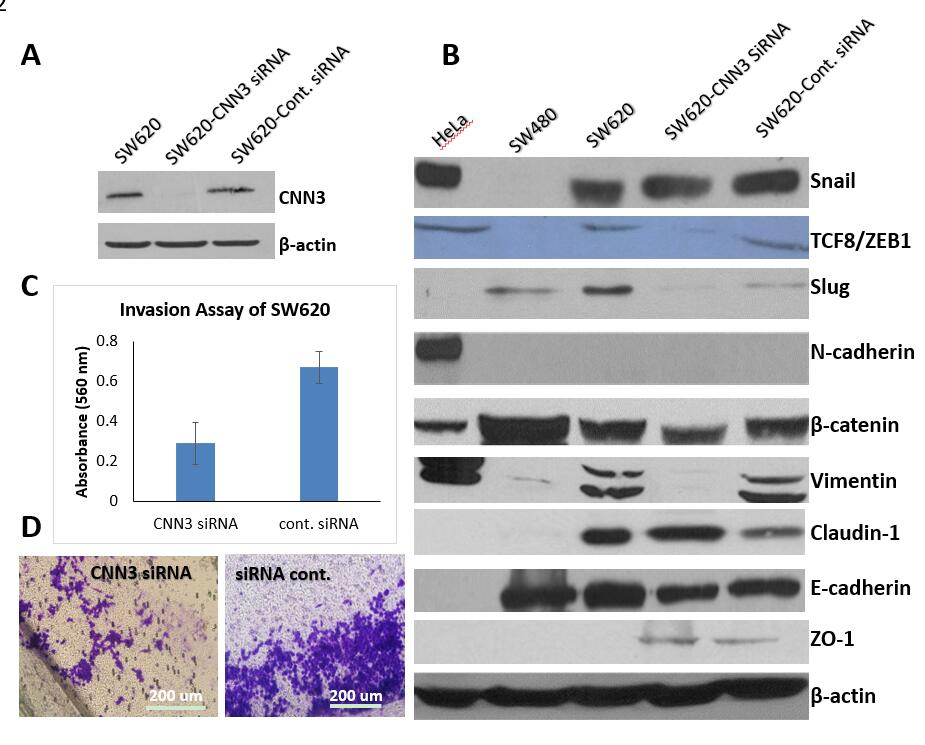 2
A
SW620
SW620-CNN3 siRNA
SW620-Cont. siRNA
CNN3
β-actin
B
HeLa
SW480
SW620
SW620-CNN3 SiRNA
SW620-Cont. siRNA
Snail
TCF8/ZEB1
Slug
N-cadherin
β-catenin
Vimentin
Claudin-1
E-cadherin
ZO-1
β-actin
C
Invasion Assay of SW620
Absorbance (560 nm)
0.8
0.6
0.4
0.2
0
CNN3 siRNA
cont. siRNA
D
CNN3 siRNA
200 um
siRNA cont.
200 um